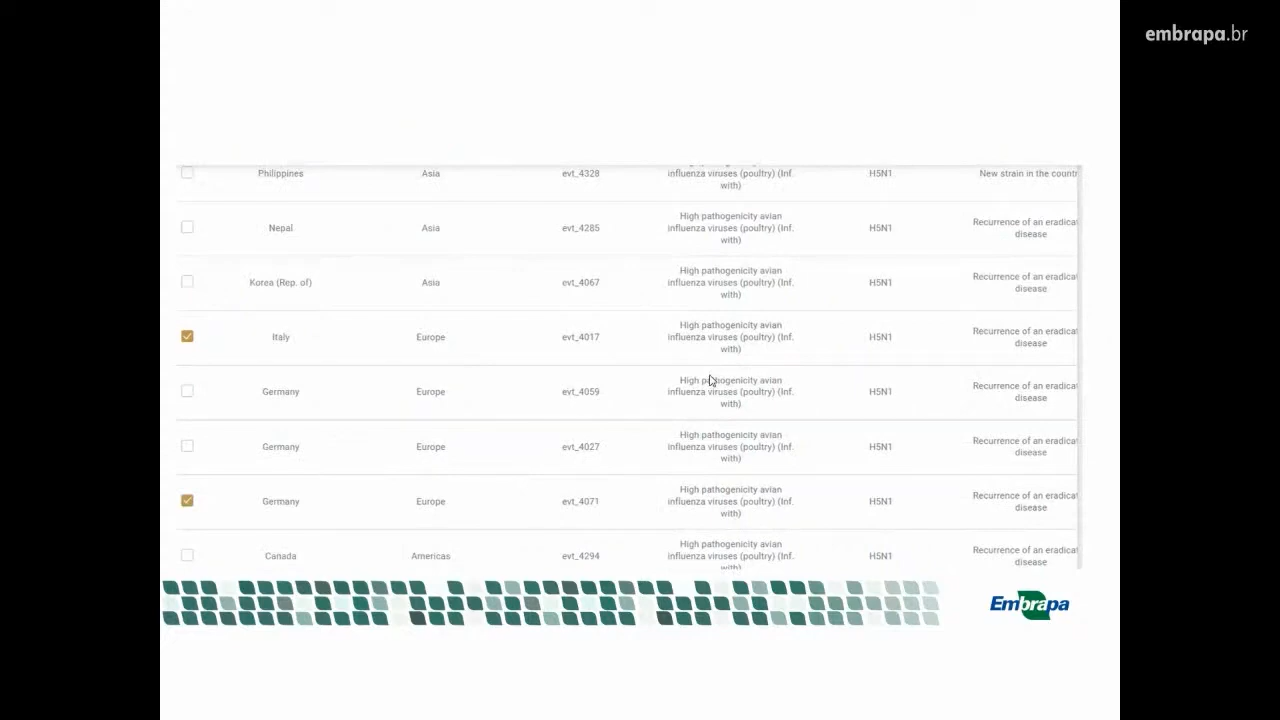 embrapa.br
Philippines Asia evt_4328 influenza viruses (poultry) (Inf. with) H5N1 New strain in the countr
Nepal Asia evt_4285 High pathogenicity avian influenza viruses (poultry) (Inf. with) H5N1 Recurrence of an eradicat disease
Korea (Rep. of) Asia evt_4067 High pathogenicity avian influenza viruses (poultry) (Inf. with) H5N1 Recurrence of an eradicat disease
Italy Europe evt_4017 High pathogenicity avian influenza viruses (poultry) (Inf. with) H5N1 Recurrence of an eradicat disease
Germany Europe evt_4059 High pathogenicity avian influenza viruses (poultry) (Inf. with) H5N1 Recurrence of an eradicat disease
Germany Europe evt_4027 High pathogenicity avian influenza viruses (poultry) (Inf. with) H5N1 Recurrence of an eradicat disease
Germany Europe evt_4071 High pathogenicity avian influenza viruses (poultry) (Inf. with) H5N1 Recurrence of an eradicat disease
Canada Americas evt_4294 High pathogenicity avian influenza viruses (poultry) (Inf. with) H5N1 Recurrence of an eradicat disease
Embrapa